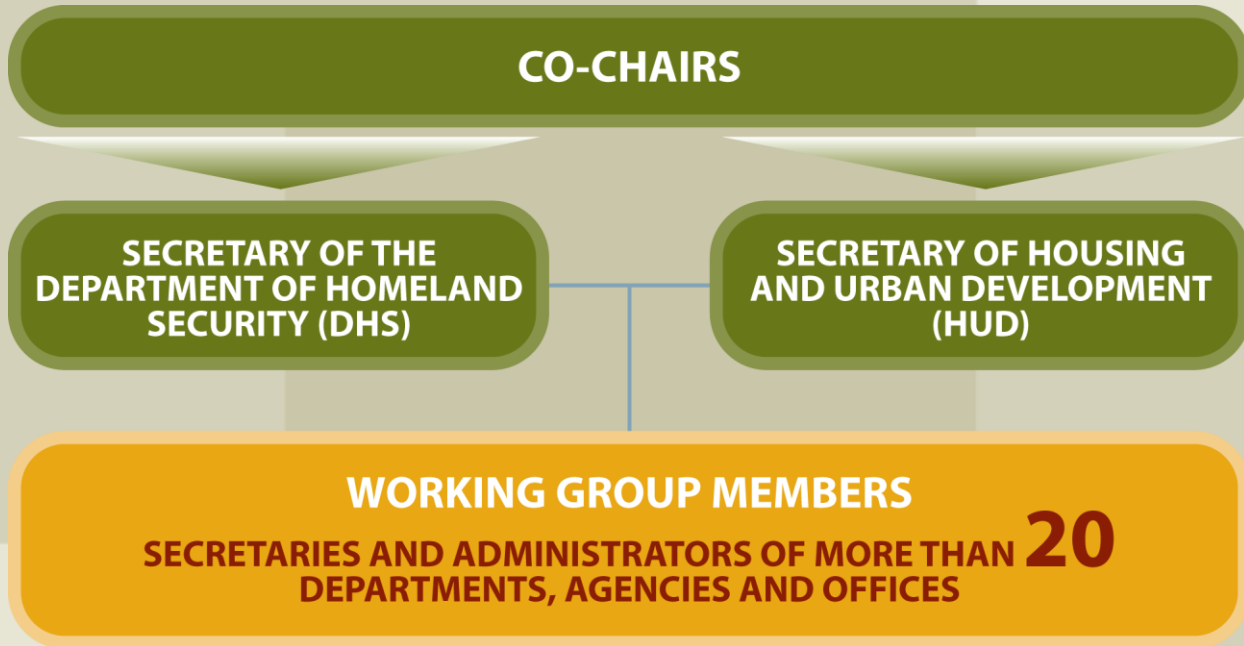 CO-CHAIRS
SECRETARY OF THE
DEPARTMENT OF HOMELAND
SECURITY (DHS)
SECRETARY OF HOUSING
AND URBAN DEVELOPMENT
(HUD)
WORKING GROUP MEMBERS
SECRETARIES AND ADMINISTRATORS OF MORE THAN 20
DEPARTMENTS, AGENCIES AND OFFICES